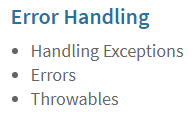 Error Handling
• Handling Exceptions
• Errors
• Throwables